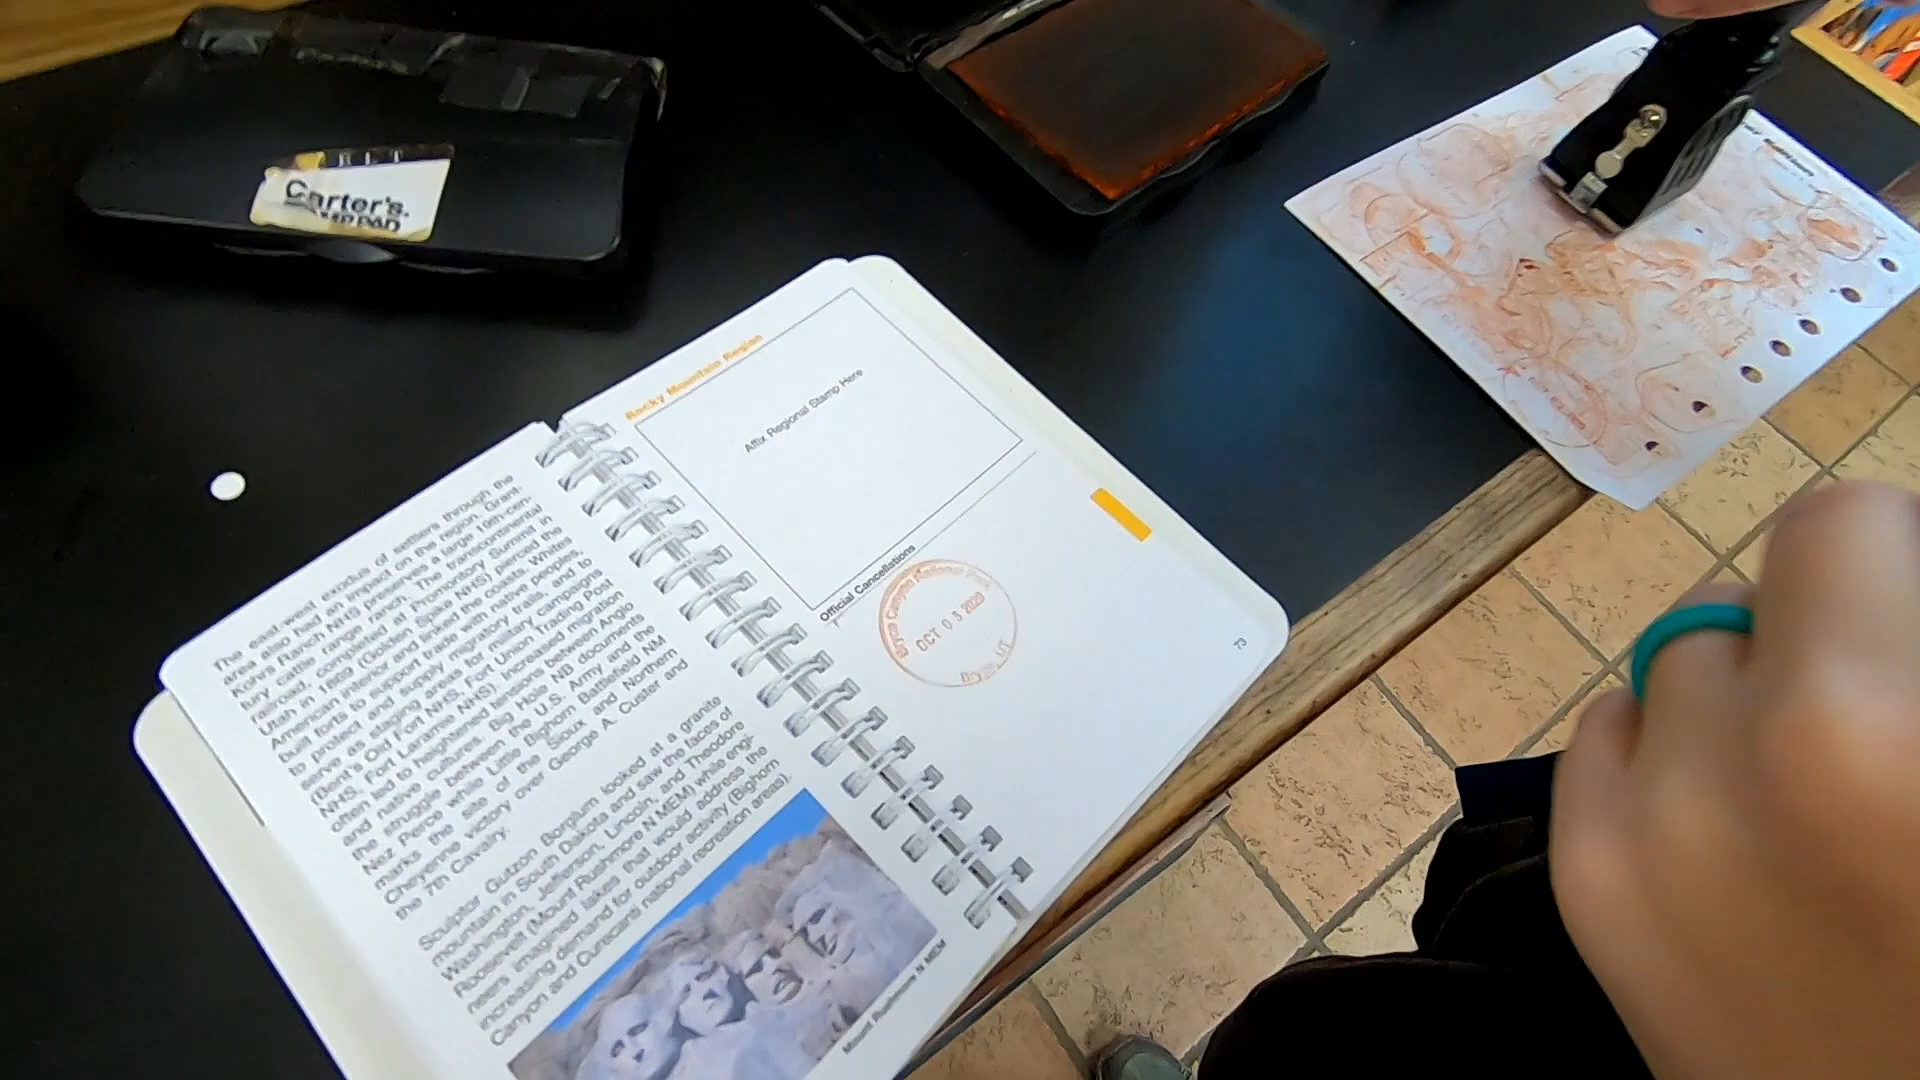 Carter's.
The east-west exodus of settlers through the
area also had an impact on the region. Grant-
Kohrs Ranch NHS preserves a large 19th-cen-
tury cattle range ranch. The transcontinental
railroad, completed at Promontory Summit in
Utah in 1869 (Golden Spike NHS) pierced the
American interior and linked the coasts. Whites
built forts to support trade with native peoples,
to protect and supply migratory trails, and to
serve as staging areas for military campaigns
(Bent's Old Fort NHS, Fort Union Trading Post
NHS, Fort Laramie NHS). Increased migration
often led to heightened tensions between Anglo
and native cultures. Big Hole NB documents
the struggle between the U.S. Army and the
Nez Perce while Little Bighorn Battlefield NM
marks the site of the Sioux and Northern
Cheyenne victory over George A. Custer and
the 7th Cavalry.
Sculptor Gutzon Borglum looked at a granite
mountain in South Dakota and saw the faces of
Washington, Jefferson, Lincoln, and Theodore
Roosevelt (Mount Rushmore N MEM) while engi-
neers imagined lakes that would address the
increasing demand for outdoor activity (Bighorn
Canyon and Curecanti national recreation areas).
Mount Rushmore N MEM
Rocky Mountain Region
Affix Regional Stamp Here
Official Cancellations
Bryce Canyon National Park
OCT 03 2020
Bryce, UT
73